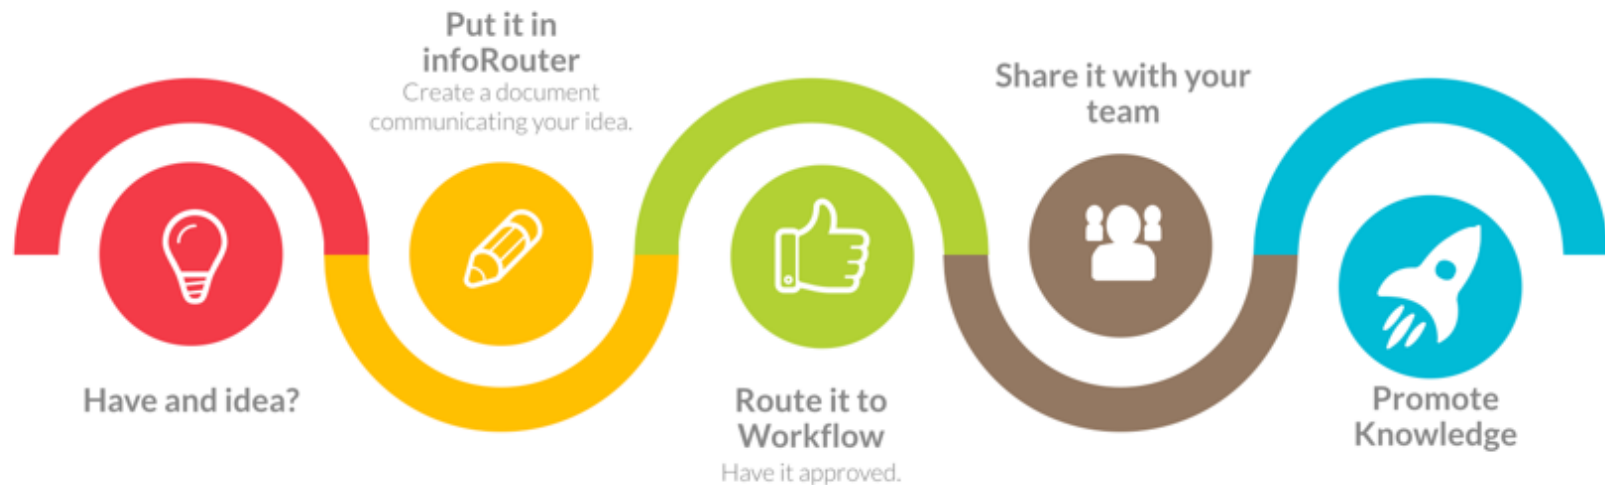 Have and idea?
Put it in
infoRouter
Create a document
communicating your idea.
Route it to
Workflow
Have it approved.
Share it with your
team
Promote
Knowledge